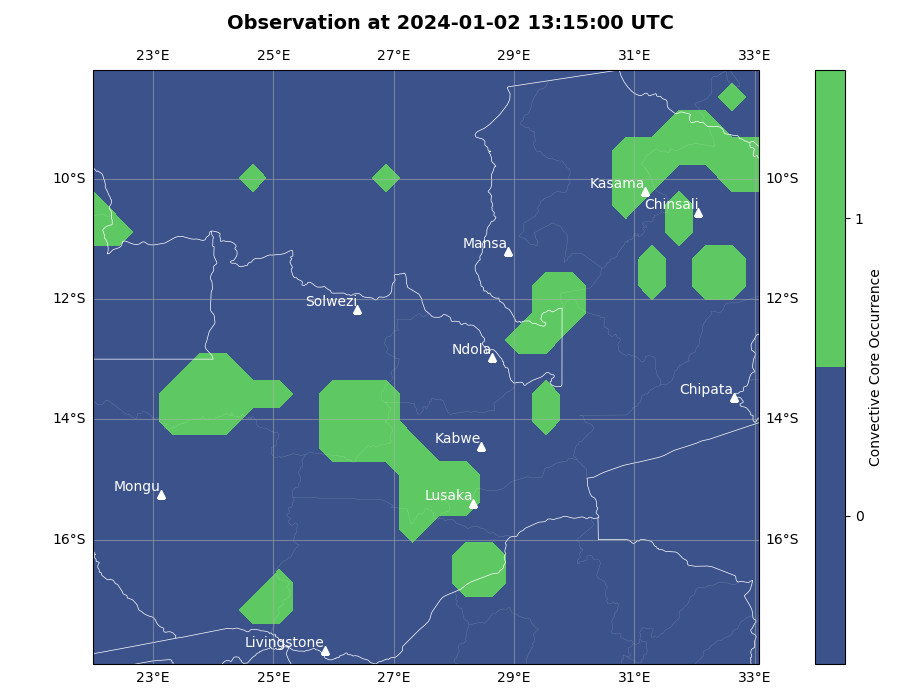 Observation at 2024-01-02 13:15:00 UTC
23°E 25°E 27°E 29°E 31°E 33°E
10°S 10°S
Kasama
Chinsali
1
Mansa
12°S 12°S
Solwezi
Ndola
Chipata
14°S 14°S
Kabwe
Mongu
Lusaka
0
16°S 16°S
Livingstone
23°E 25°E 27°E 29°E 31°E 33°E
Convective Core Occurrence